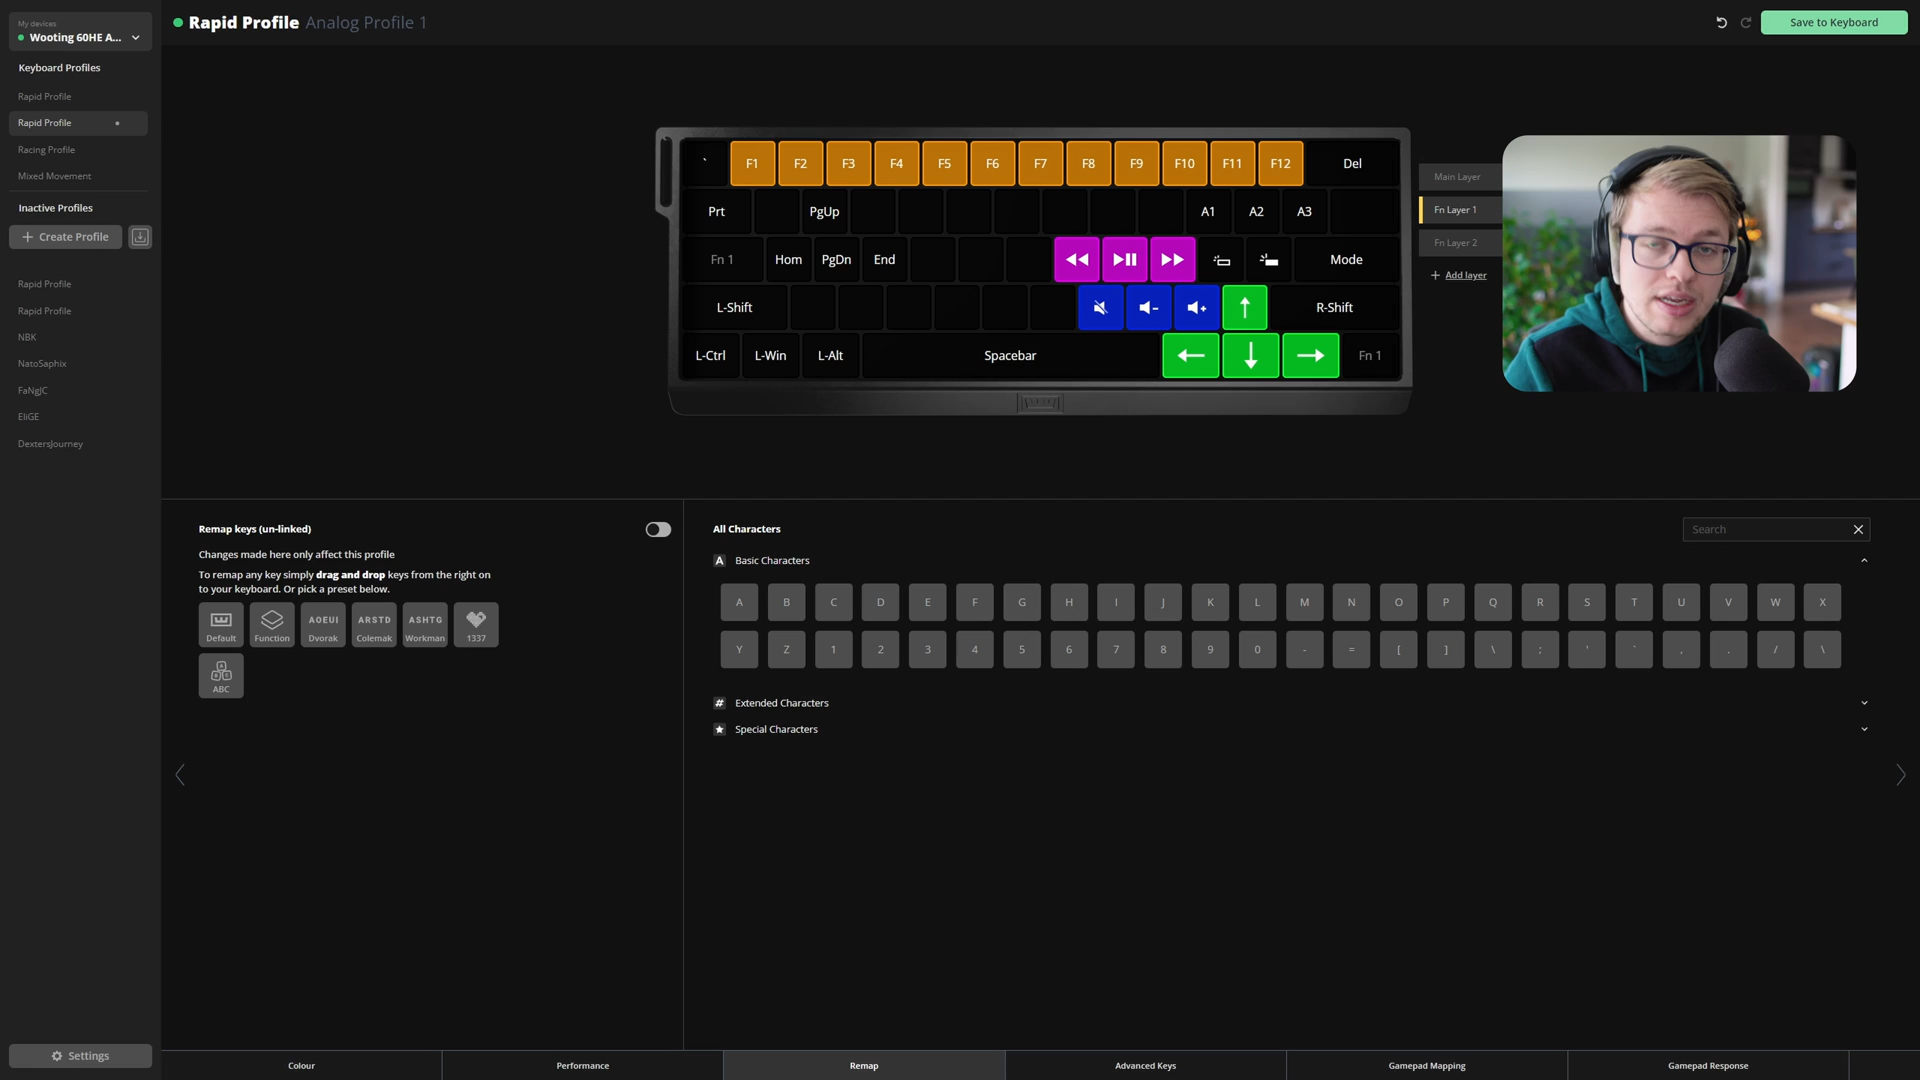 My devices
Wooting 60HE A...
Keyboard Profiles
Rapid Profile
Rapid Profile
Racing Profile
Mixed Movement
Inactive Profiles
Create Profile
Rapid Profile
Rapid Profile
NBK
NatoSaphix
FaNgJC
EliGE
DextersJourney
Settings
Rapid Profile Analog Profile 1
Save to Keyboard
` F1 F2 F3 F4 F5 F6 F7 F8 F9 F10 F11 F12 Del
Prt PgUp A1 A2 A3
Fn 1 Hom PgDn End Mode
L-Shift R-Shift
L-Ctrl L-Win L-Alt Spacebar Fn 1
Main Layer
Fn Layer 1
Fn Layer 2
Add layer
Remap keys (un-linked)
Changes made here only affect this profile
To remap any key simply drag and drop keys from the right on
to your keyboard. Or pick a preset below.
Default
Function
AOEUI
Dvorak
ARSTD
Colemak
ASHTG
Workman
1337
ABC
All Characters
Search
A Basic Characters
A B C D E F G H I J K L M N O P Q R S T U V W X
Y Z 1 2 3 4 5 6 7 8 9 0 - = [ ] \ ; ' ` , . / \
# Extended Characters
Special Characters
Colour
Performance
Remap
Advanced Keys
Gamepad Mapping
Gamepad Response